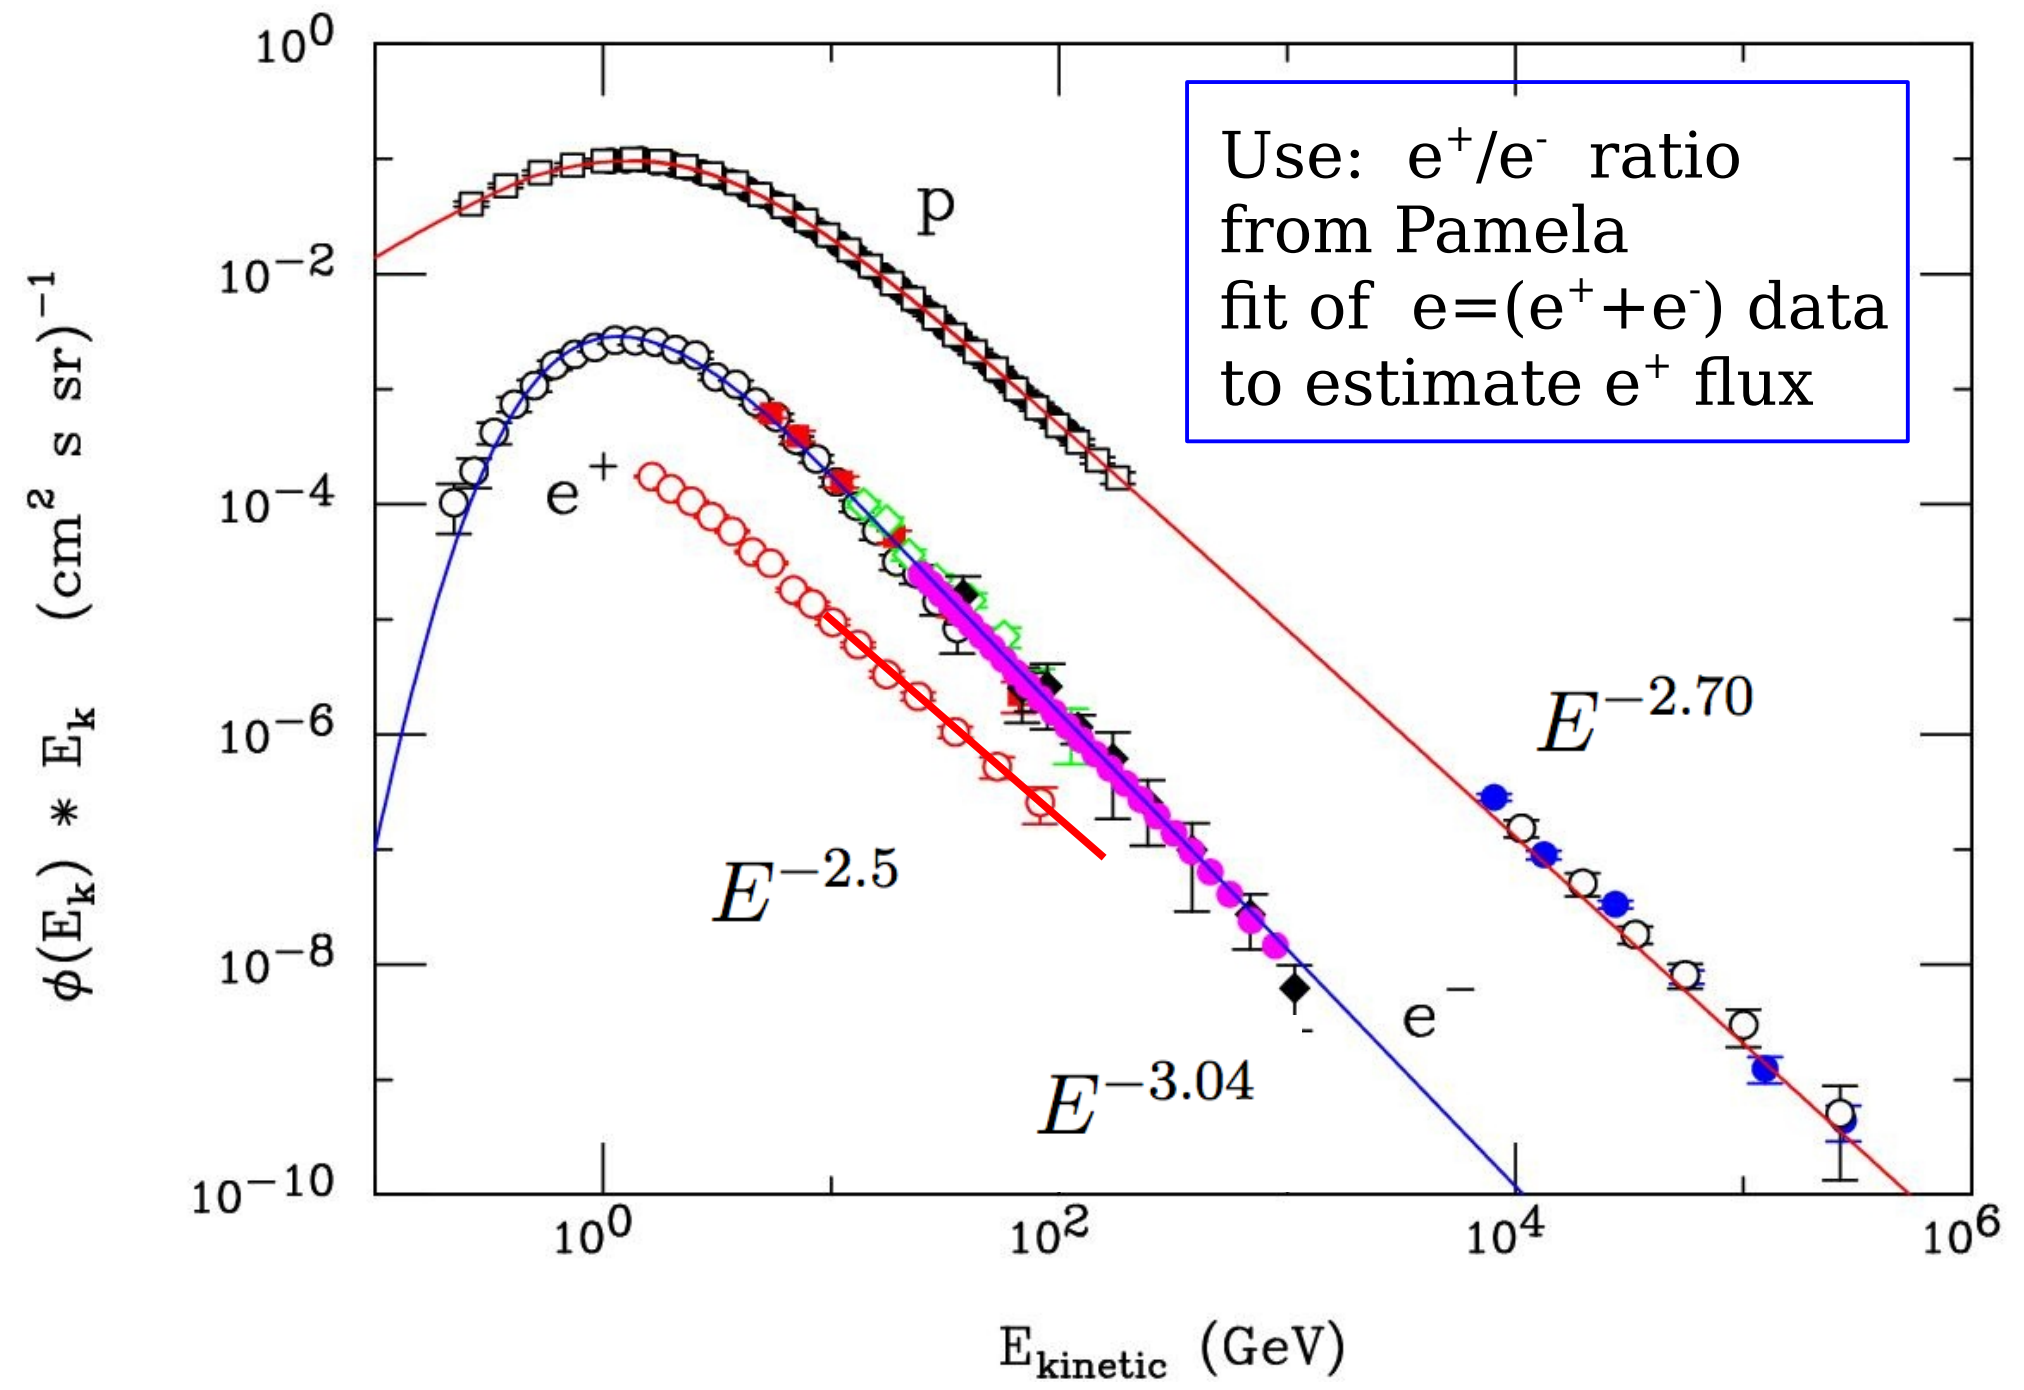 10⁰
10⁻²
10⁻⁴
10⁻⁶
10⁻⁸
10⁻¹⁰
ϕ(Eₖ) * Eₖ (cm² s sr)⁻¹
Use: e⁺/e⁻ ratio
from Pamela
fit of e=(e⁺+e⁻) data
to estimate e⁺ flux
p
e⁺
E⁻²·⁷⁰
E⁻²·⁵
e⁻
-
E⁻³·⁰⁴
10⁰ 10² 10⁴ 10⁶
E_kinetic (GeV)